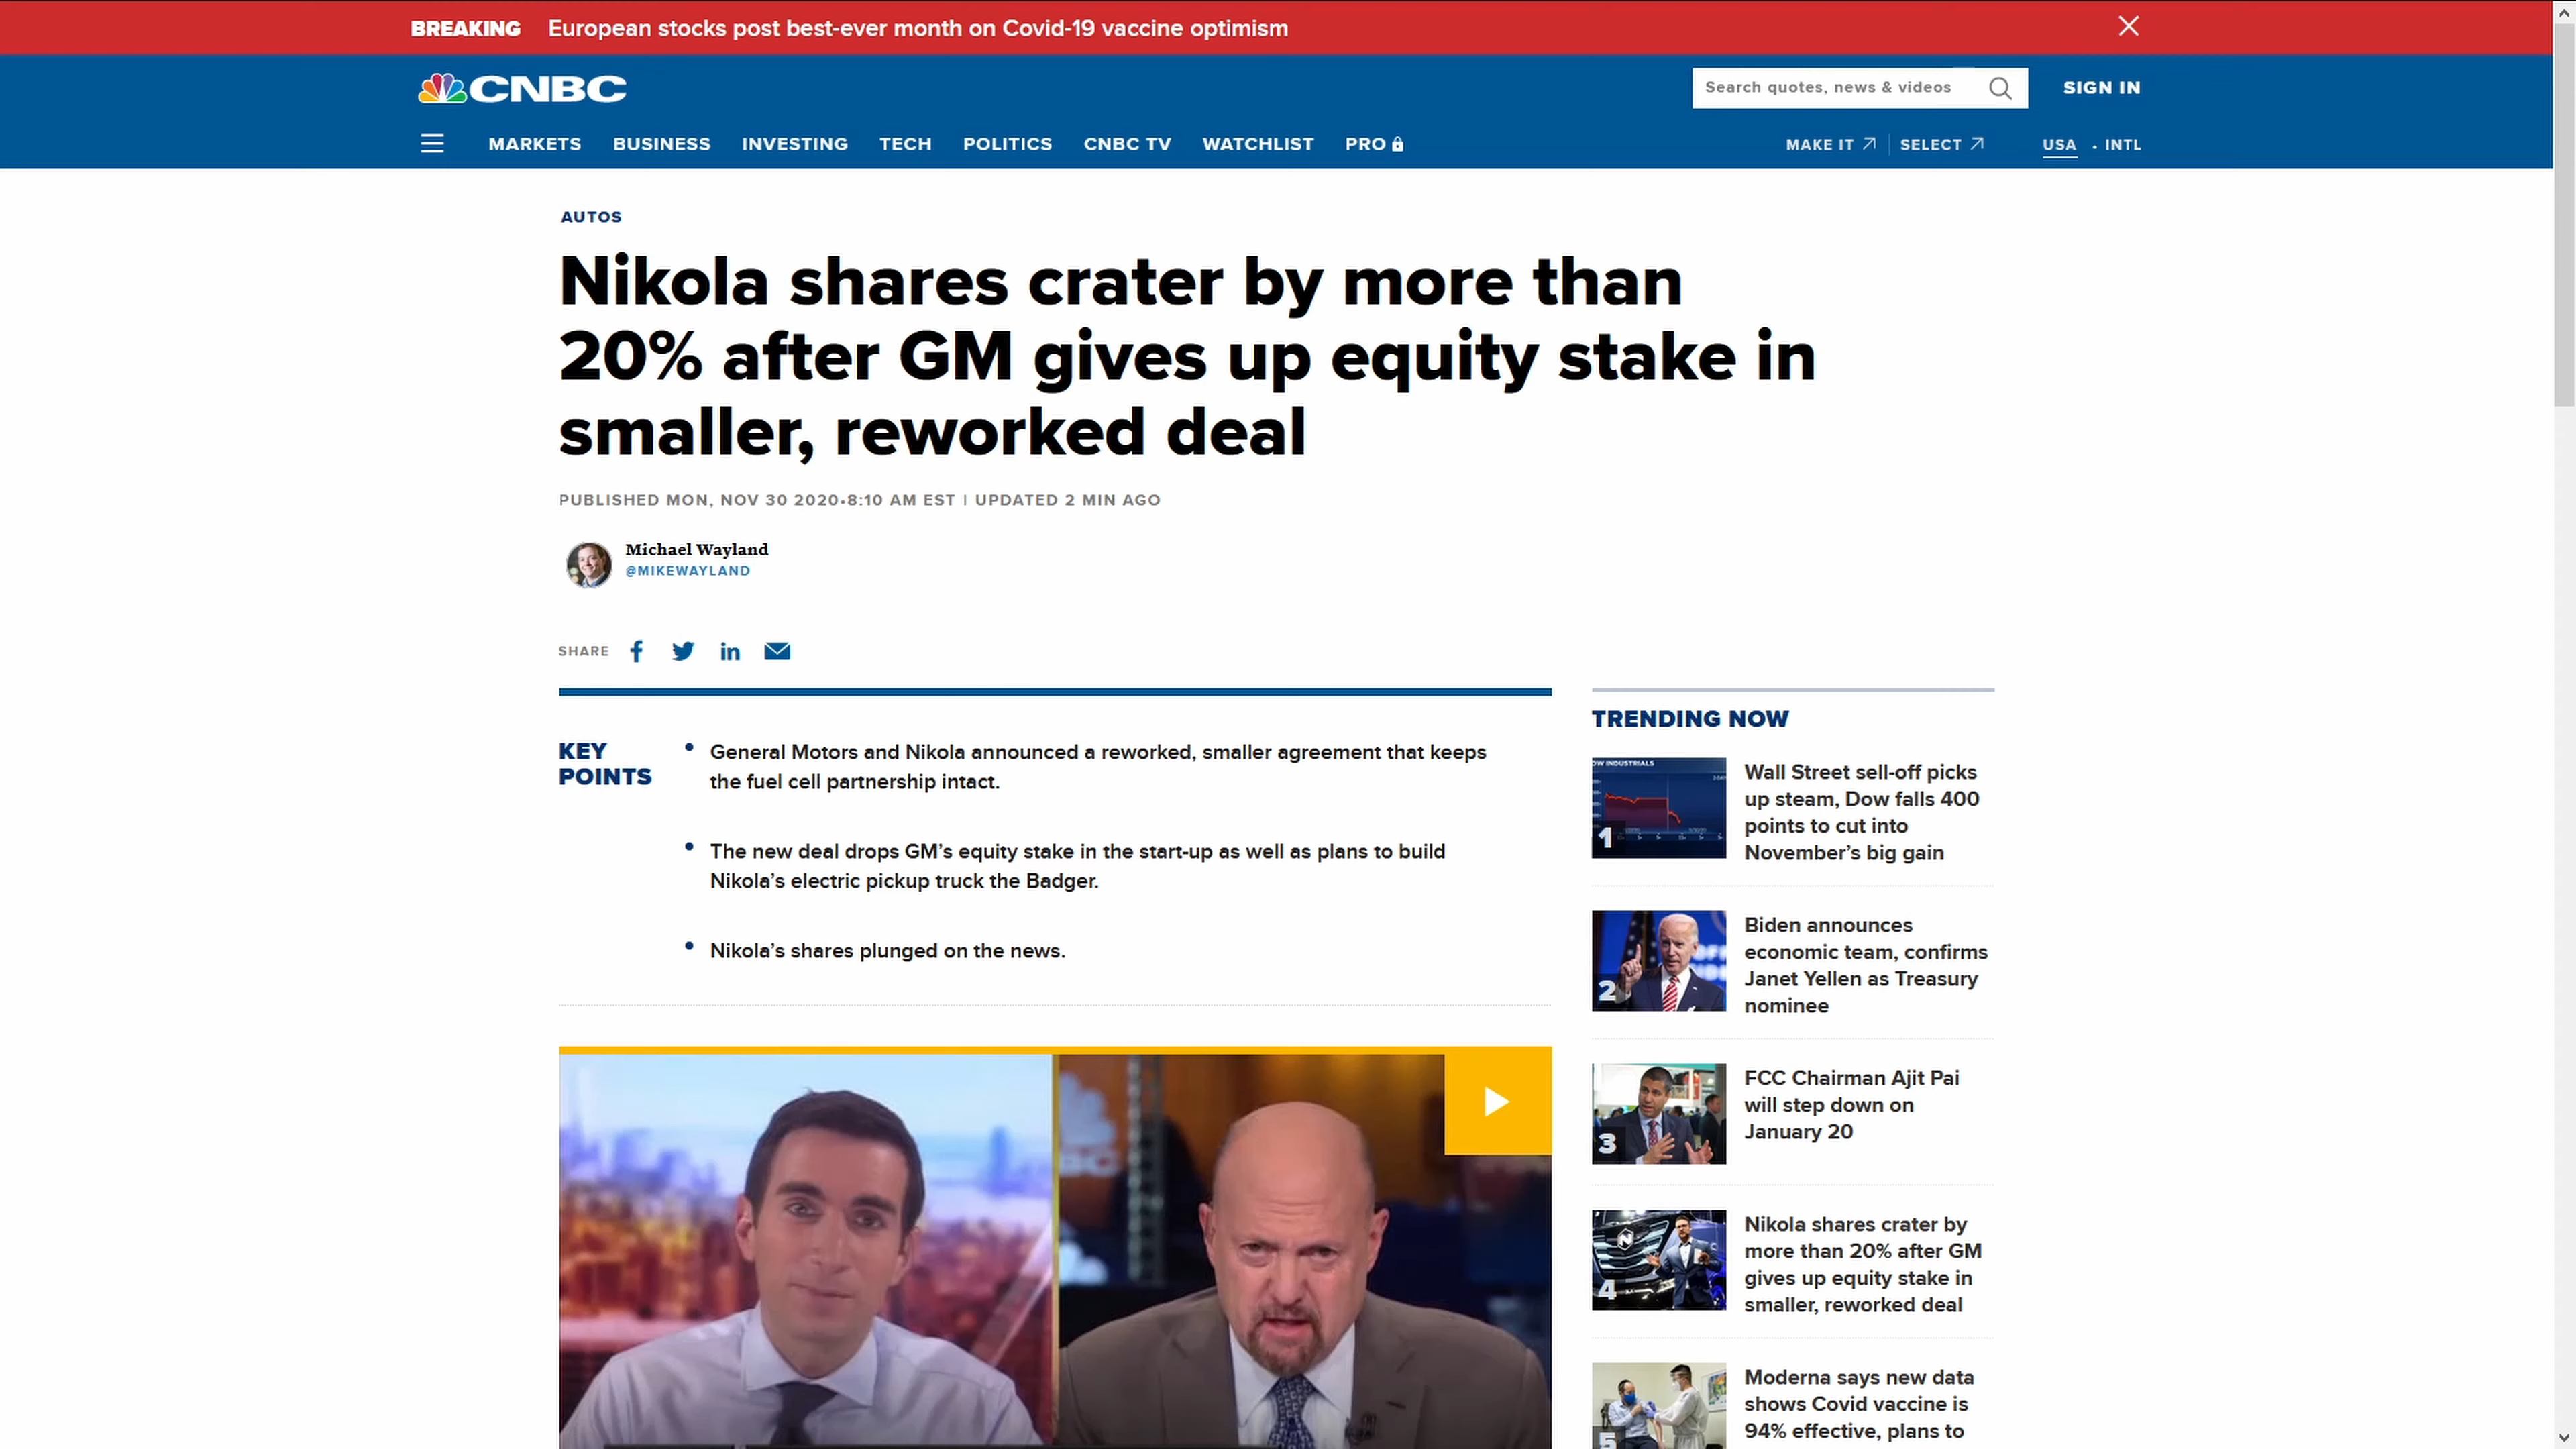 BREAKING European stocks post best-ever month on Covid-19 vaccine optimism
CNBC
Search quotes, news & videos
SIGN IN
MARKETS BUSINESS INVESTING TECH POLITICS CNBC TV WATCHLIST PRO
MAKE IT SELECT USA · INTL
AUTOS
Nikola shares crater by more than
20% after GM gives up equity stake in
smaller, reworked deal
PUBLISHED MON, NOV 30 2020•8:10 AM EST | UPDATED 2 MIN AGO
Michael Wayland
@MIKEWAYLAND
SHARE
KEY
POINTS
• General Motors and Nikola announced a reworked, smaller agreement that keeps
the fuel cell partnership intact.
• The new deal drops GM’s equity stake in the start-up as well as plans to build
Nikola’s electric pickup truck the Badger.
• Nikola’s shares plunged on the news.
TRENDING NOW
INDUSTRIALS
1
Wall Street sell-off picks
up steam, Dow falls 400
points to cut into
November’s big gain
2
Biden announces
economic team, confirms
Janet Yellen as Treasury
nominee
3
FCC Chairman Ajit Pai
will step down on
January 20
4
Nikola shares crater by
more than 20% after GM
gives up equity stake in
smaller, reworked deal
5
Moderna says new data
shows Covid vaccine is
94% effective, plans to